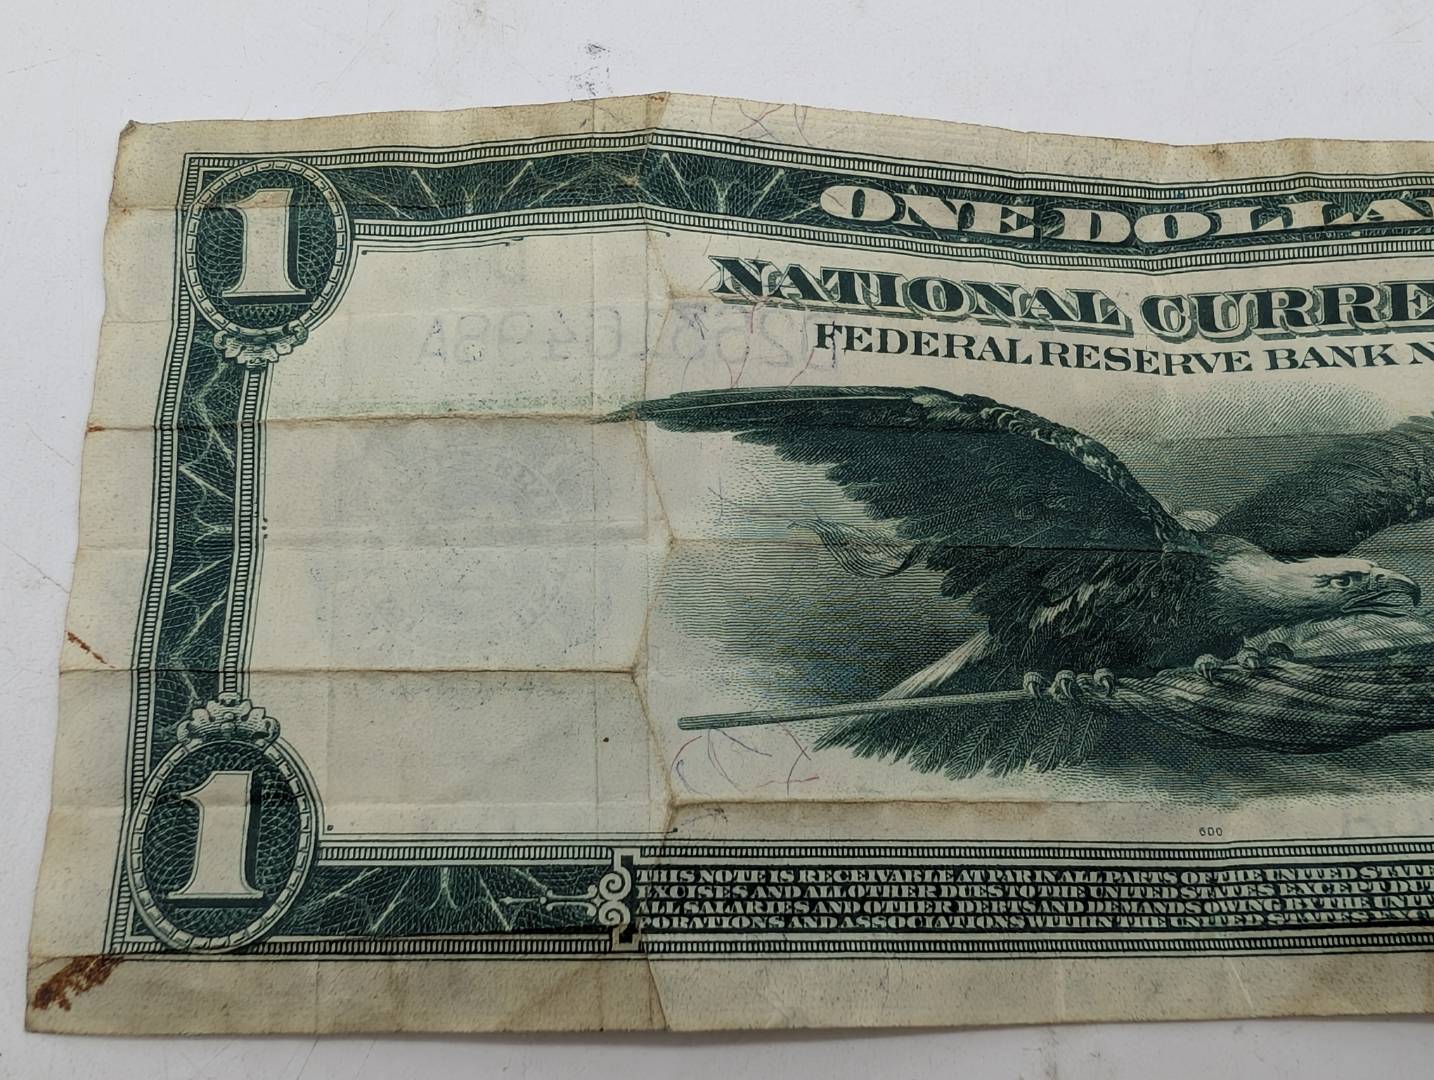 1
ONE DOLLA
NATIONAL CURRE
FEDERAL RESERVE BANK N
600
1
THIS NOTE IS RECEIVABLE AT PAR IN ALL PARTS OF THE UNITED STATE
EXCISES AND ALL OTHER DUES TO THE UNITED STATES EXCEPT DU
ALL SALARIES AND OTHER DEBTS AND DEMANDS OWING BY THE UNIT
PORATIONS AND ASSOCIATIONS WITHIN THE UNITED STATES